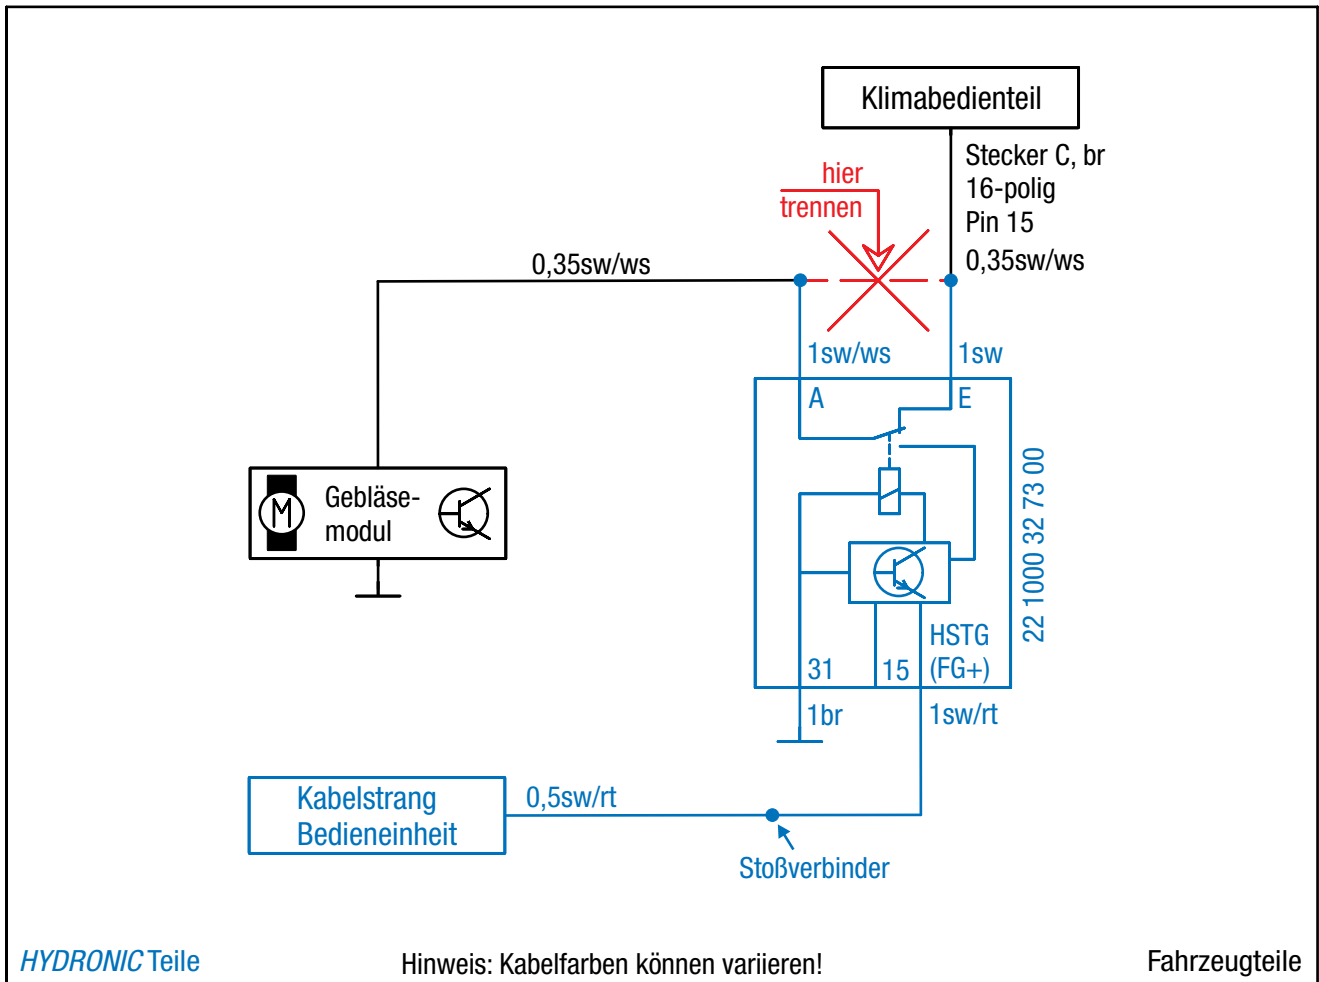 Klimabedienteil
Stecker C, br
16-polig
Pin 15
0,35sw/ws
hier
trennen
0,35sw/ws
1sw/ws
1sw
A
E
M
Gebläse-
modul
22 1000 32 73 00
HSTG
(FG+)
31
15
1br
1sw/rt
Kabelstrang
Bedieneinheit
0,5sw/rt
Stoßverbinder
HYDRONIC Teile
Hinweis: Kabelfarben können variieren!
Fahrzeugteile